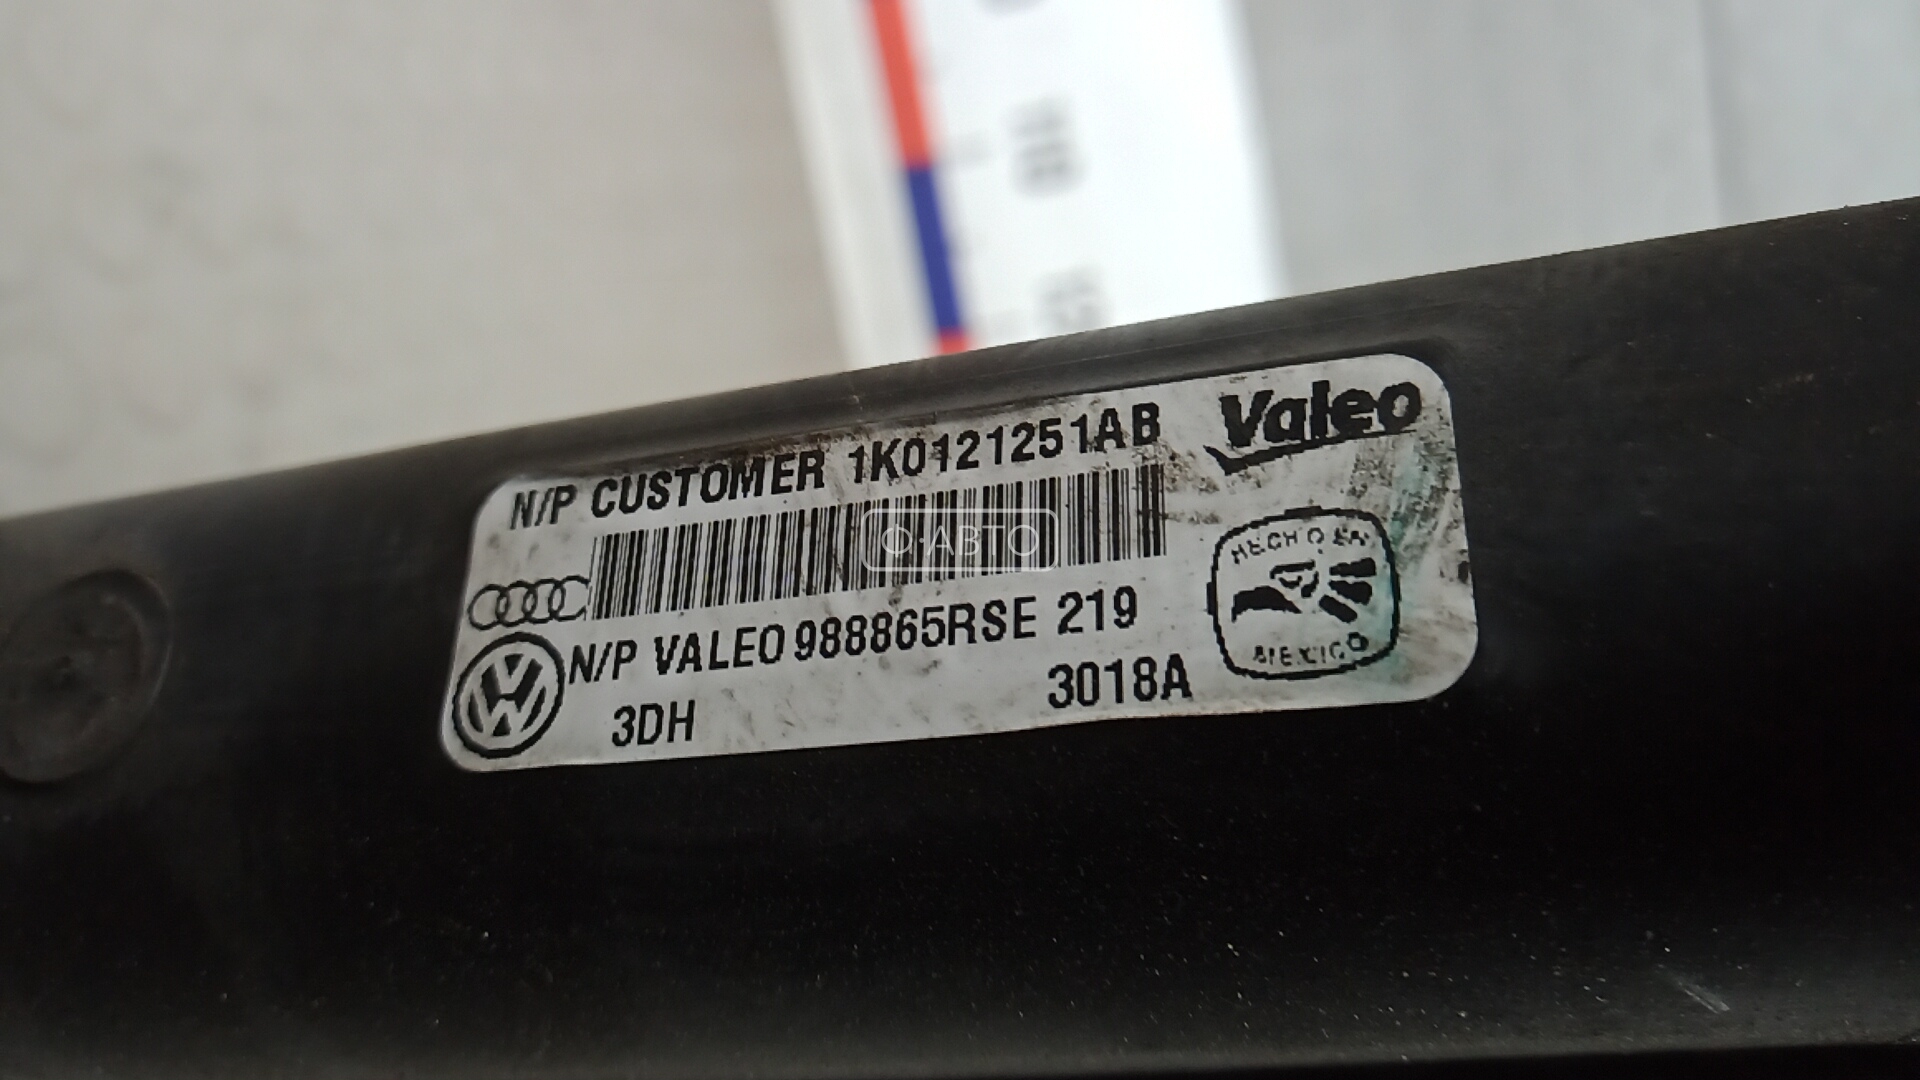 N/P CUSTOMER 1K0121251AB
Valeo
О·АВТО
HECHO EN
MEXICO
N/P VALEO 988865RSE 219
3DH
3018A